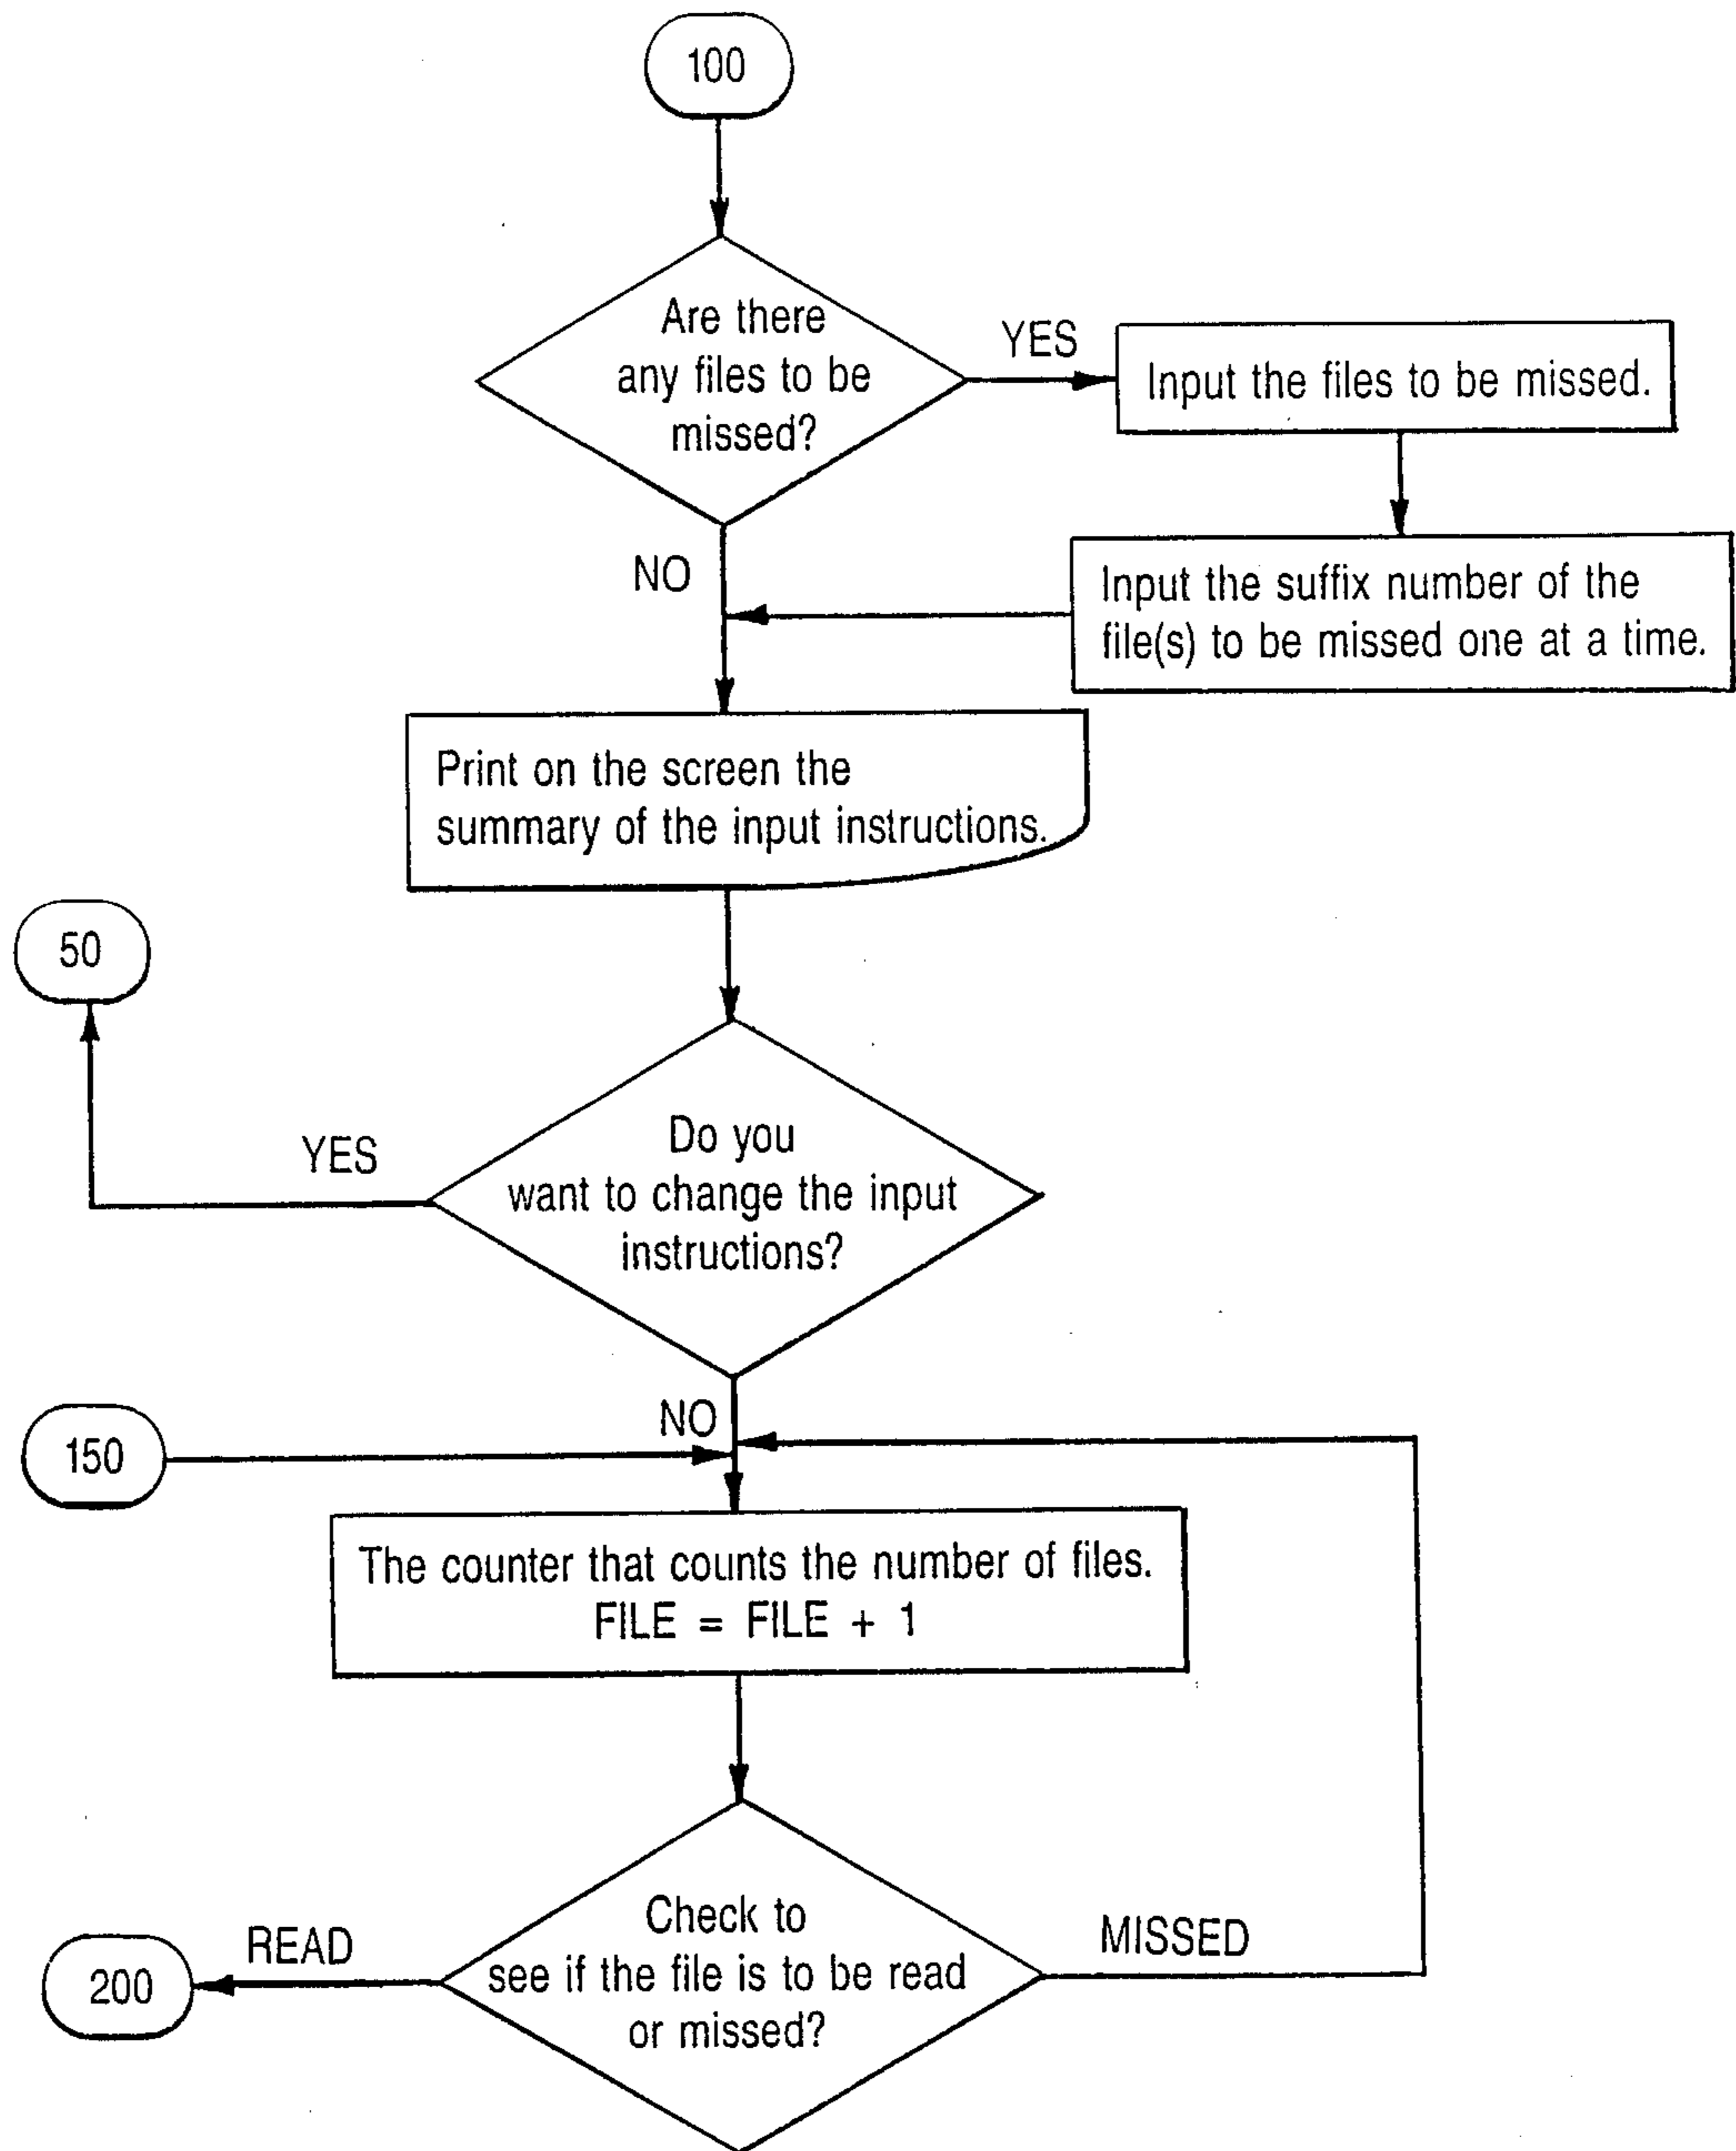 100
Are there
any files to be
missed?
YES
Input the files to be missed.
NO
Input the suffix number of the
file(s) to be missed one at a time.
Print on the screen the
summary of the input instructions.
50
YES
Do you
want to change the input
instructions?
NO
150
The counter that counts the number of files.
FILE = FILE + 1
READ
200
Check to
see if the file is to be read
or missed?
MISSED